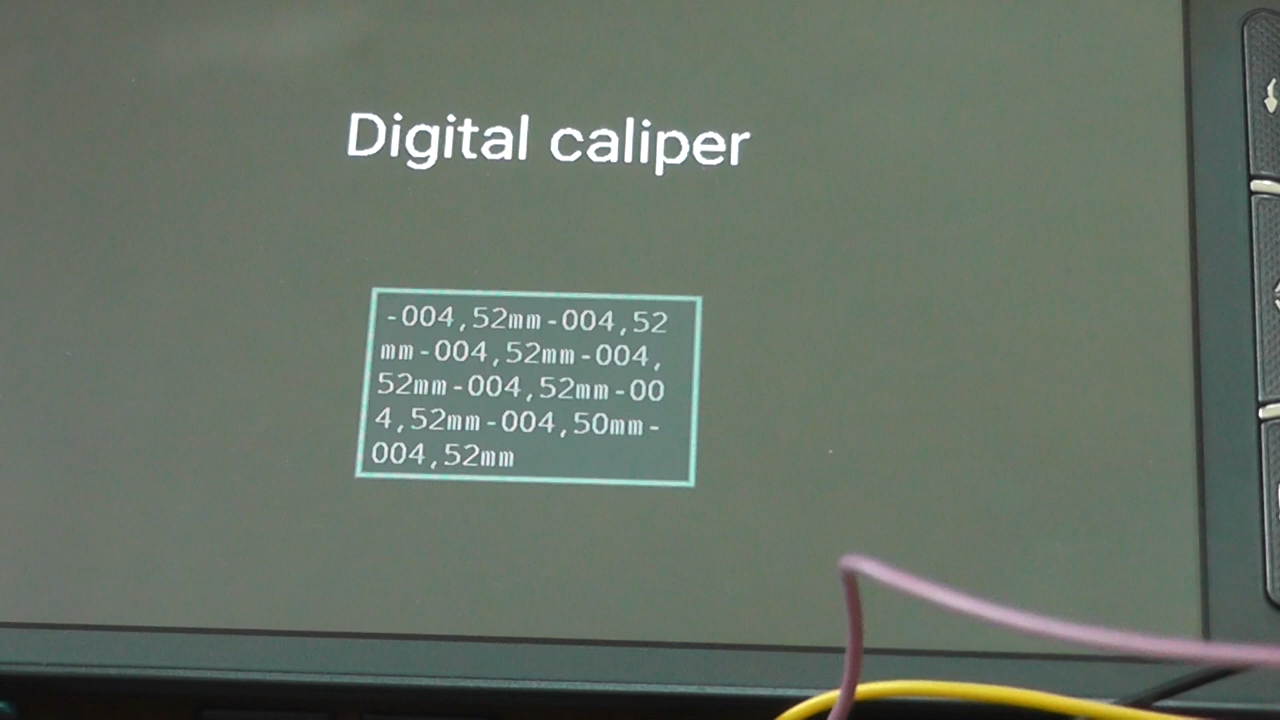 Digital caliper
-004,52mm-004,52
mm-004,52mm-004,
52mm-004,52mm-00
4,52mm-004,50mm-
004,52mm